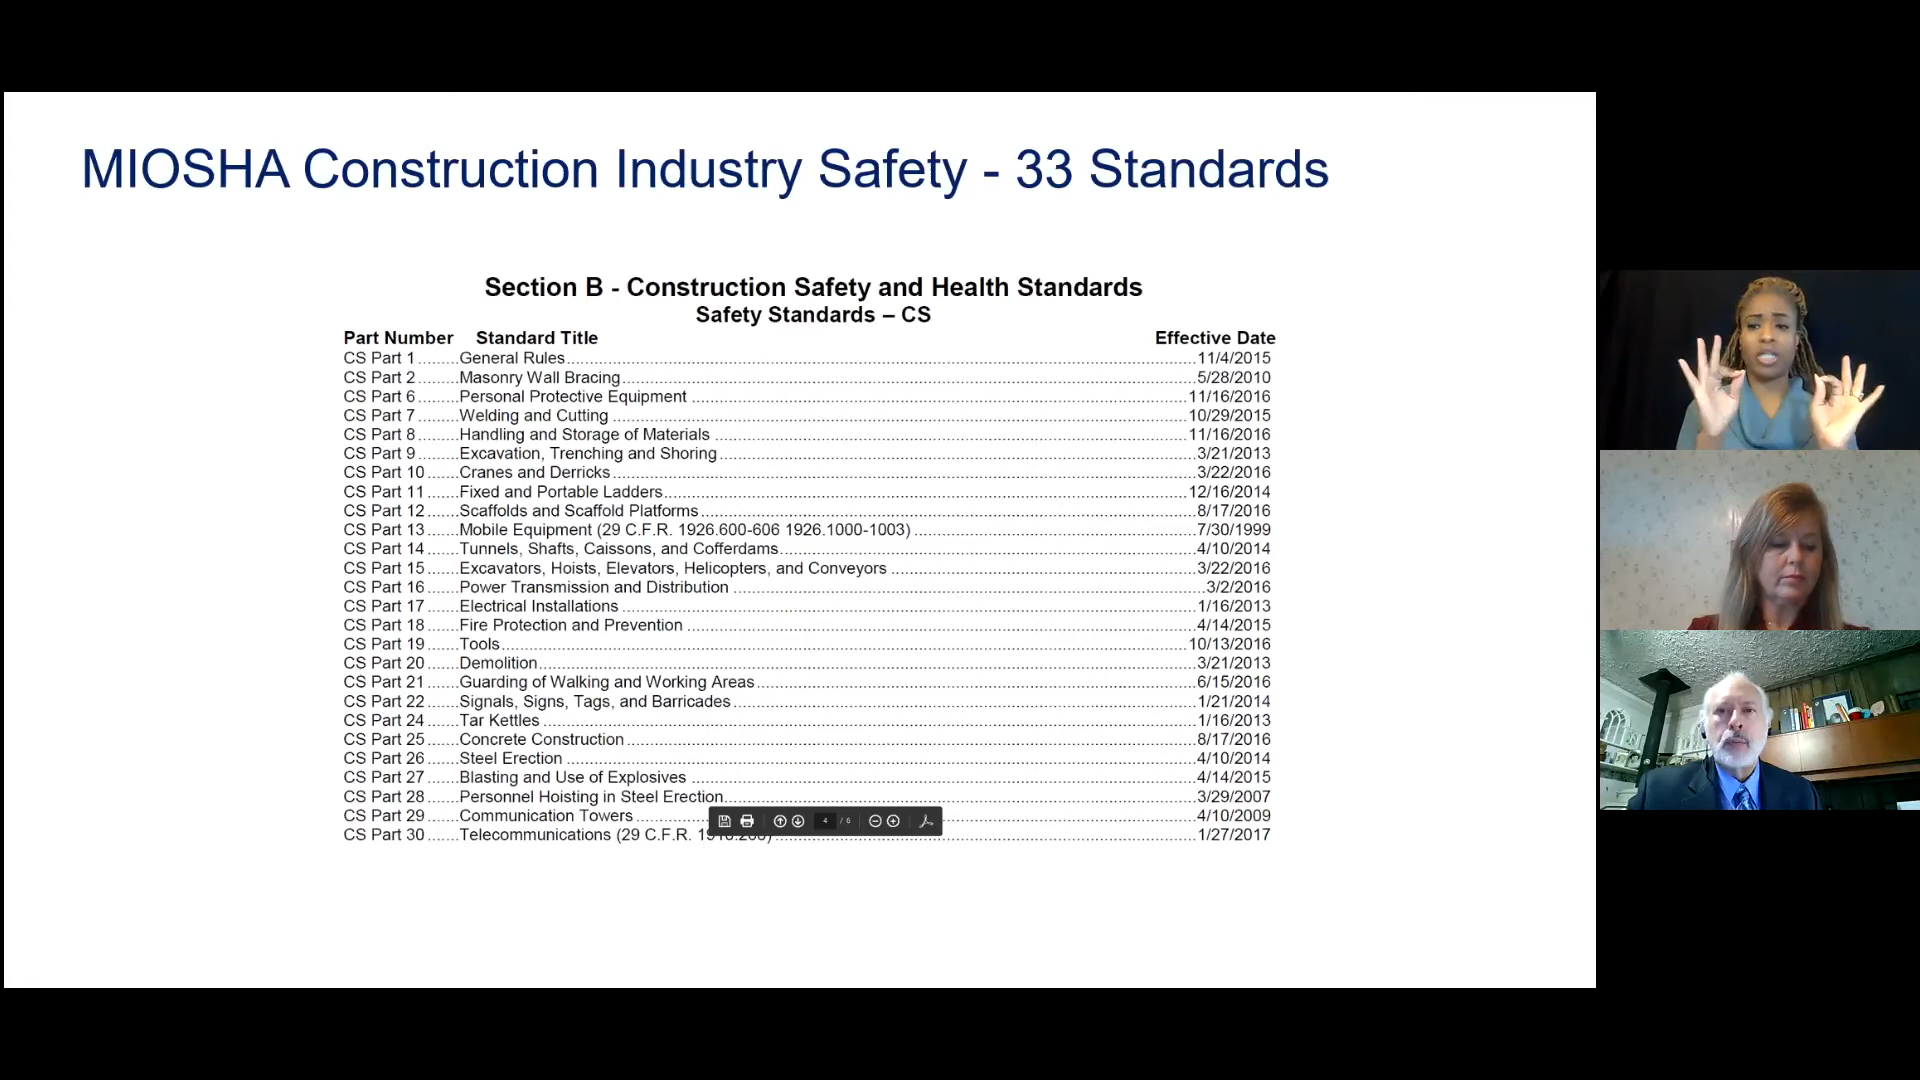 MIOSHA Construction Industry Safety - 33 Standards
Section B - Construction Safety and Health Standards
Safety Standards – CS
Part Number Standard Title Effective Date
CS Part 1........General Rules........11/4/2015
CS Part 2........Masonry Wall Bracing........5/28/2010
CS Part 6........Personal Protective Equipment........11/16/2016
CS Part 7........Welding and Cutting........10/29/2015
CS Part 8........Handling and Storage of Materials........11/16/2016
CS Part 9........Excavation, Trenching and Shoring........3/21/2013
CS Part 10.......Cranes and Derricks........3/22/2016
CS Part 11.......Fixed and Portable Ladders........12/16/2014
CS Part 12.......Scaffolds and Scaffold Platforms........8/17/2016
CS Part 13.......Mobile Equipment (29 C.F.R. 1926.600-606 1926.1000-1003)........7/30/1999
CS Part 14.......Tunnels, Shafts, Caissons, and Cofferdams........4/10/2014
CS Part 15.......Excavators, Hoists, Elevators, Helicopters, and Conveyors........3/22/2016
CS Part 16.......Power Transmission and Distribution........3/2/2016
CS Part 17.......Electrical Installations........1/16/2013
CS Part 18.......Fire Protection and Prevention........4/14/2015
CS Part 19.......Tools........10/13/2016
CS Part 20.......Demolition........3/21/2013
CS Part 21.......Guarding of Walking and Working Areas........6/15/2016
CS Part 22.......Signals, Signs, Tags, and Barricades........1/21/2014
CS Part 24.......Tar Kettles........1/16/2013
CS Part 25.......Concrete Construction........8/17/2016
CS Part 26.......Steel Erection........4/10/2014
CS Part 27.......Blasting and Use of Explosives........4/14/2015
CS Part 28.......Personnel Hoisting in Steel Erection........3/29/2007
CS Part 29.......Communication Towers........4/10/2009
4 / 6
CS Part 30.......Telecommunications (29 C.F.R. ........1/27/2017